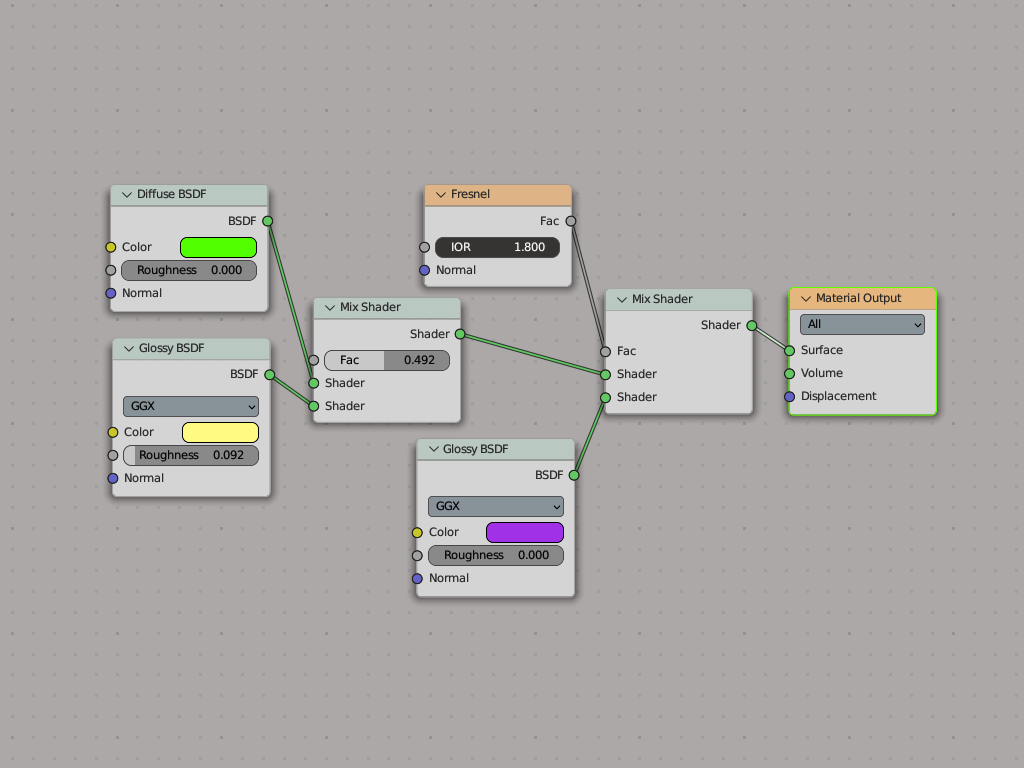 Diffuse BSDF
BSDF
Color
Roughness 0.000
Normal
Glossy BSDF
BSDF
GGX
Color
Roughness 0.092
Normal
Mix Shader
Shader
Fac 0.492
Shader
Shader
Fresnel
Fac
IOR 1.800
Normal
Glossy BSDF
BSDF
GGX
Color
Roughness 0.000
Normal
Mix Shader
Shader
Fac
Shader
Shader
Material Output
All
Surface
Volume
Displacement